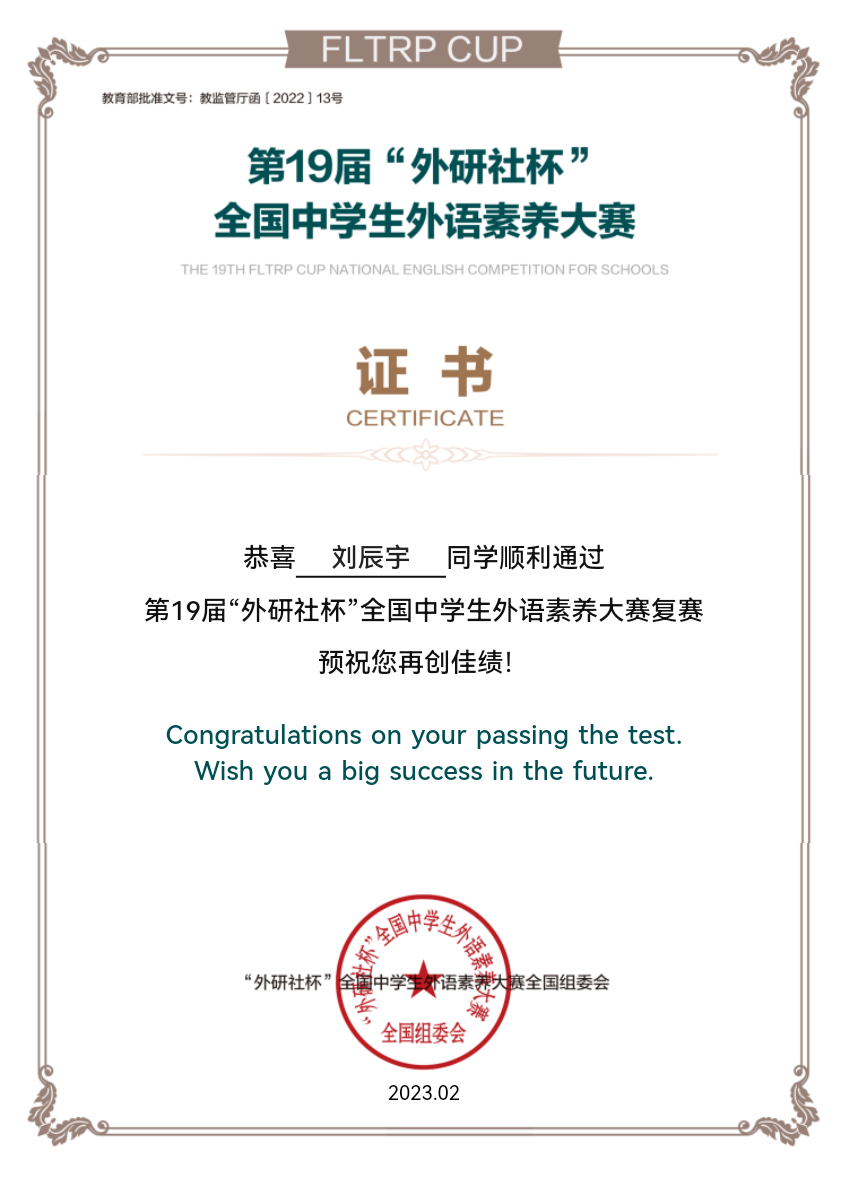 FLTRP CUP
教育部批准文号：教监管厅函［2022］13号
第19届“外研社杯”
全国中学生外语素养大赛
THE 19TH FLTRP CUP NATIONAL ENGLISH COMPETITION FOR SCHOOLS
证 书
CERTIFICATE
恭喜 刘辰宇 同学顺利通过
第19届“外研社杯”全国中学生外语素养大赛复赛
预祝您再创佳绩!
Congratulations on your passing the test.
Wish you a big success in the future.
“外研社杯”全国中学生外语素养大赛
“外研社杯”全国中学生外语素养大赛全国组委会
全国组委会
2023.02